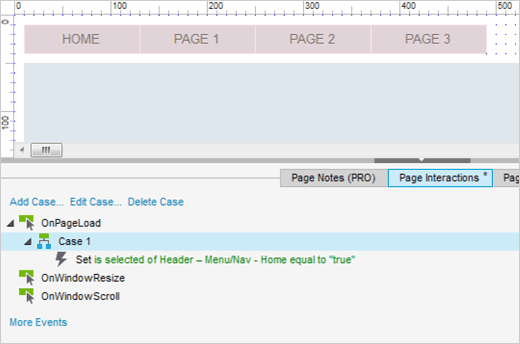 0 100 200 300 400 500
0
HOME PAGE 1 PAGE 2 PAGE 3
100
Page Notes (PRO) Page Interactions * Pag
Add Case... Edit Case... Delete Case
OnPageLoad
Case 1
Set is selected of Header – Menu/Nav - Home equal to "true"
OnWindowResize
OnWindowScroll
More Events